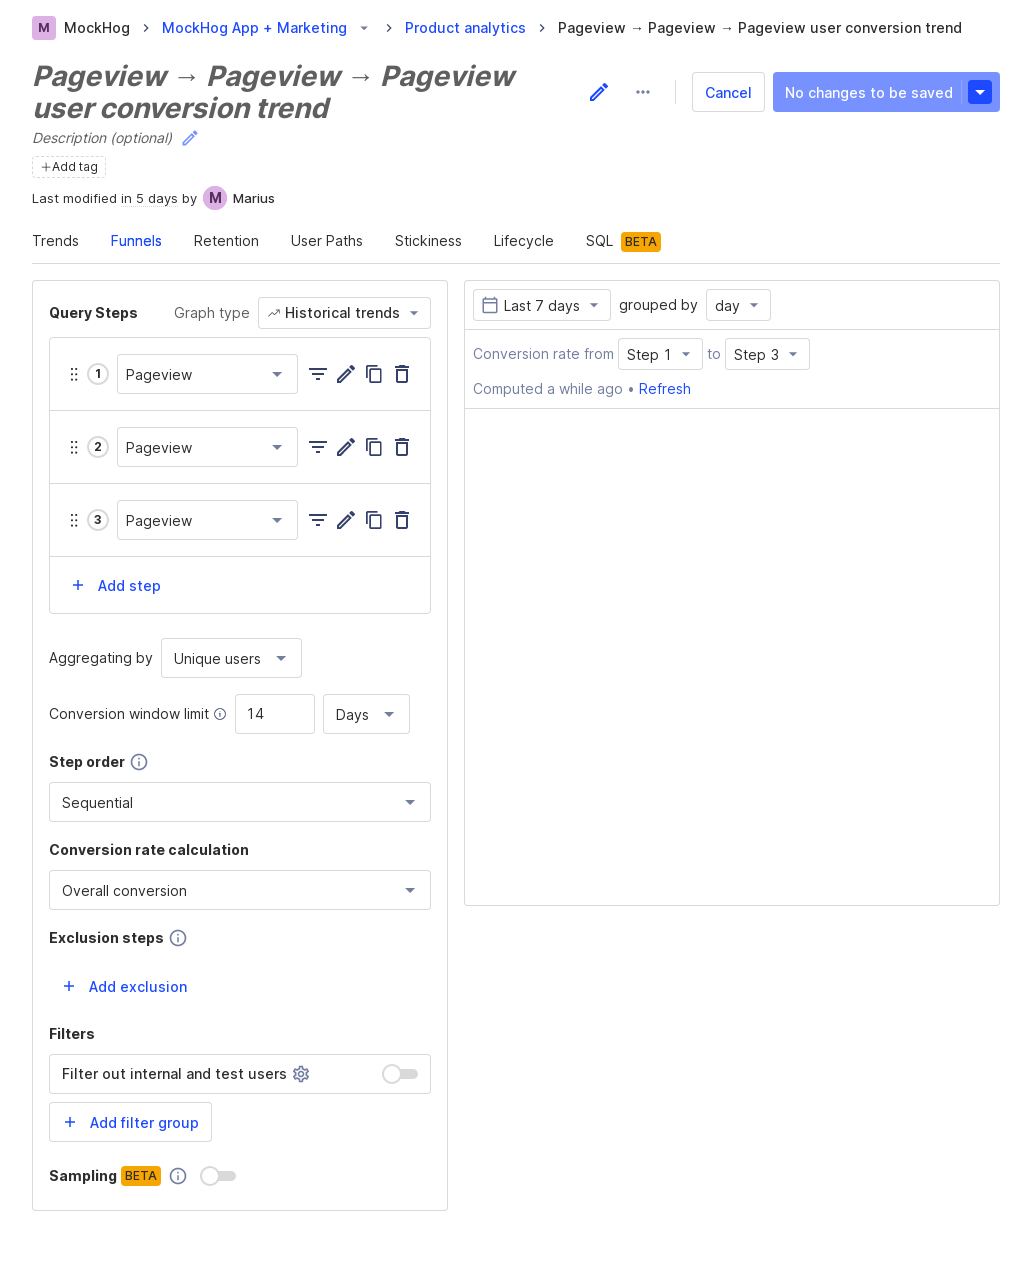 M MockHog > MockHog App + Marketing > Product analytics > Pageview → Pageview → Pageview user conversion trend
Pageview → Pageview → Pageview
user conversion trend
Cancel
No changes to be saved
Description (optional)
+Add tag
Last modified in 5 days by M Marius
Trends Funnels Retention User Paths Stickiness Lifecycle SQL BETA
Query Steps Graph type Historical trends
1 Pageview
2 Pageview
3 Pageview
+ Add step
Aggregating by Unique users
Conversion window limit 14 Days
Step order
Sequential
Conversion rate calculation
Overall conversion
Exclusion steps
+ Add exclusion
Filters
Filter out internal and test users
+ Add filter group
Sampling BETA
Last 7 days grouped by day
Conversion rate from Step 1 to Step 3
Computed a while ago • Refresh